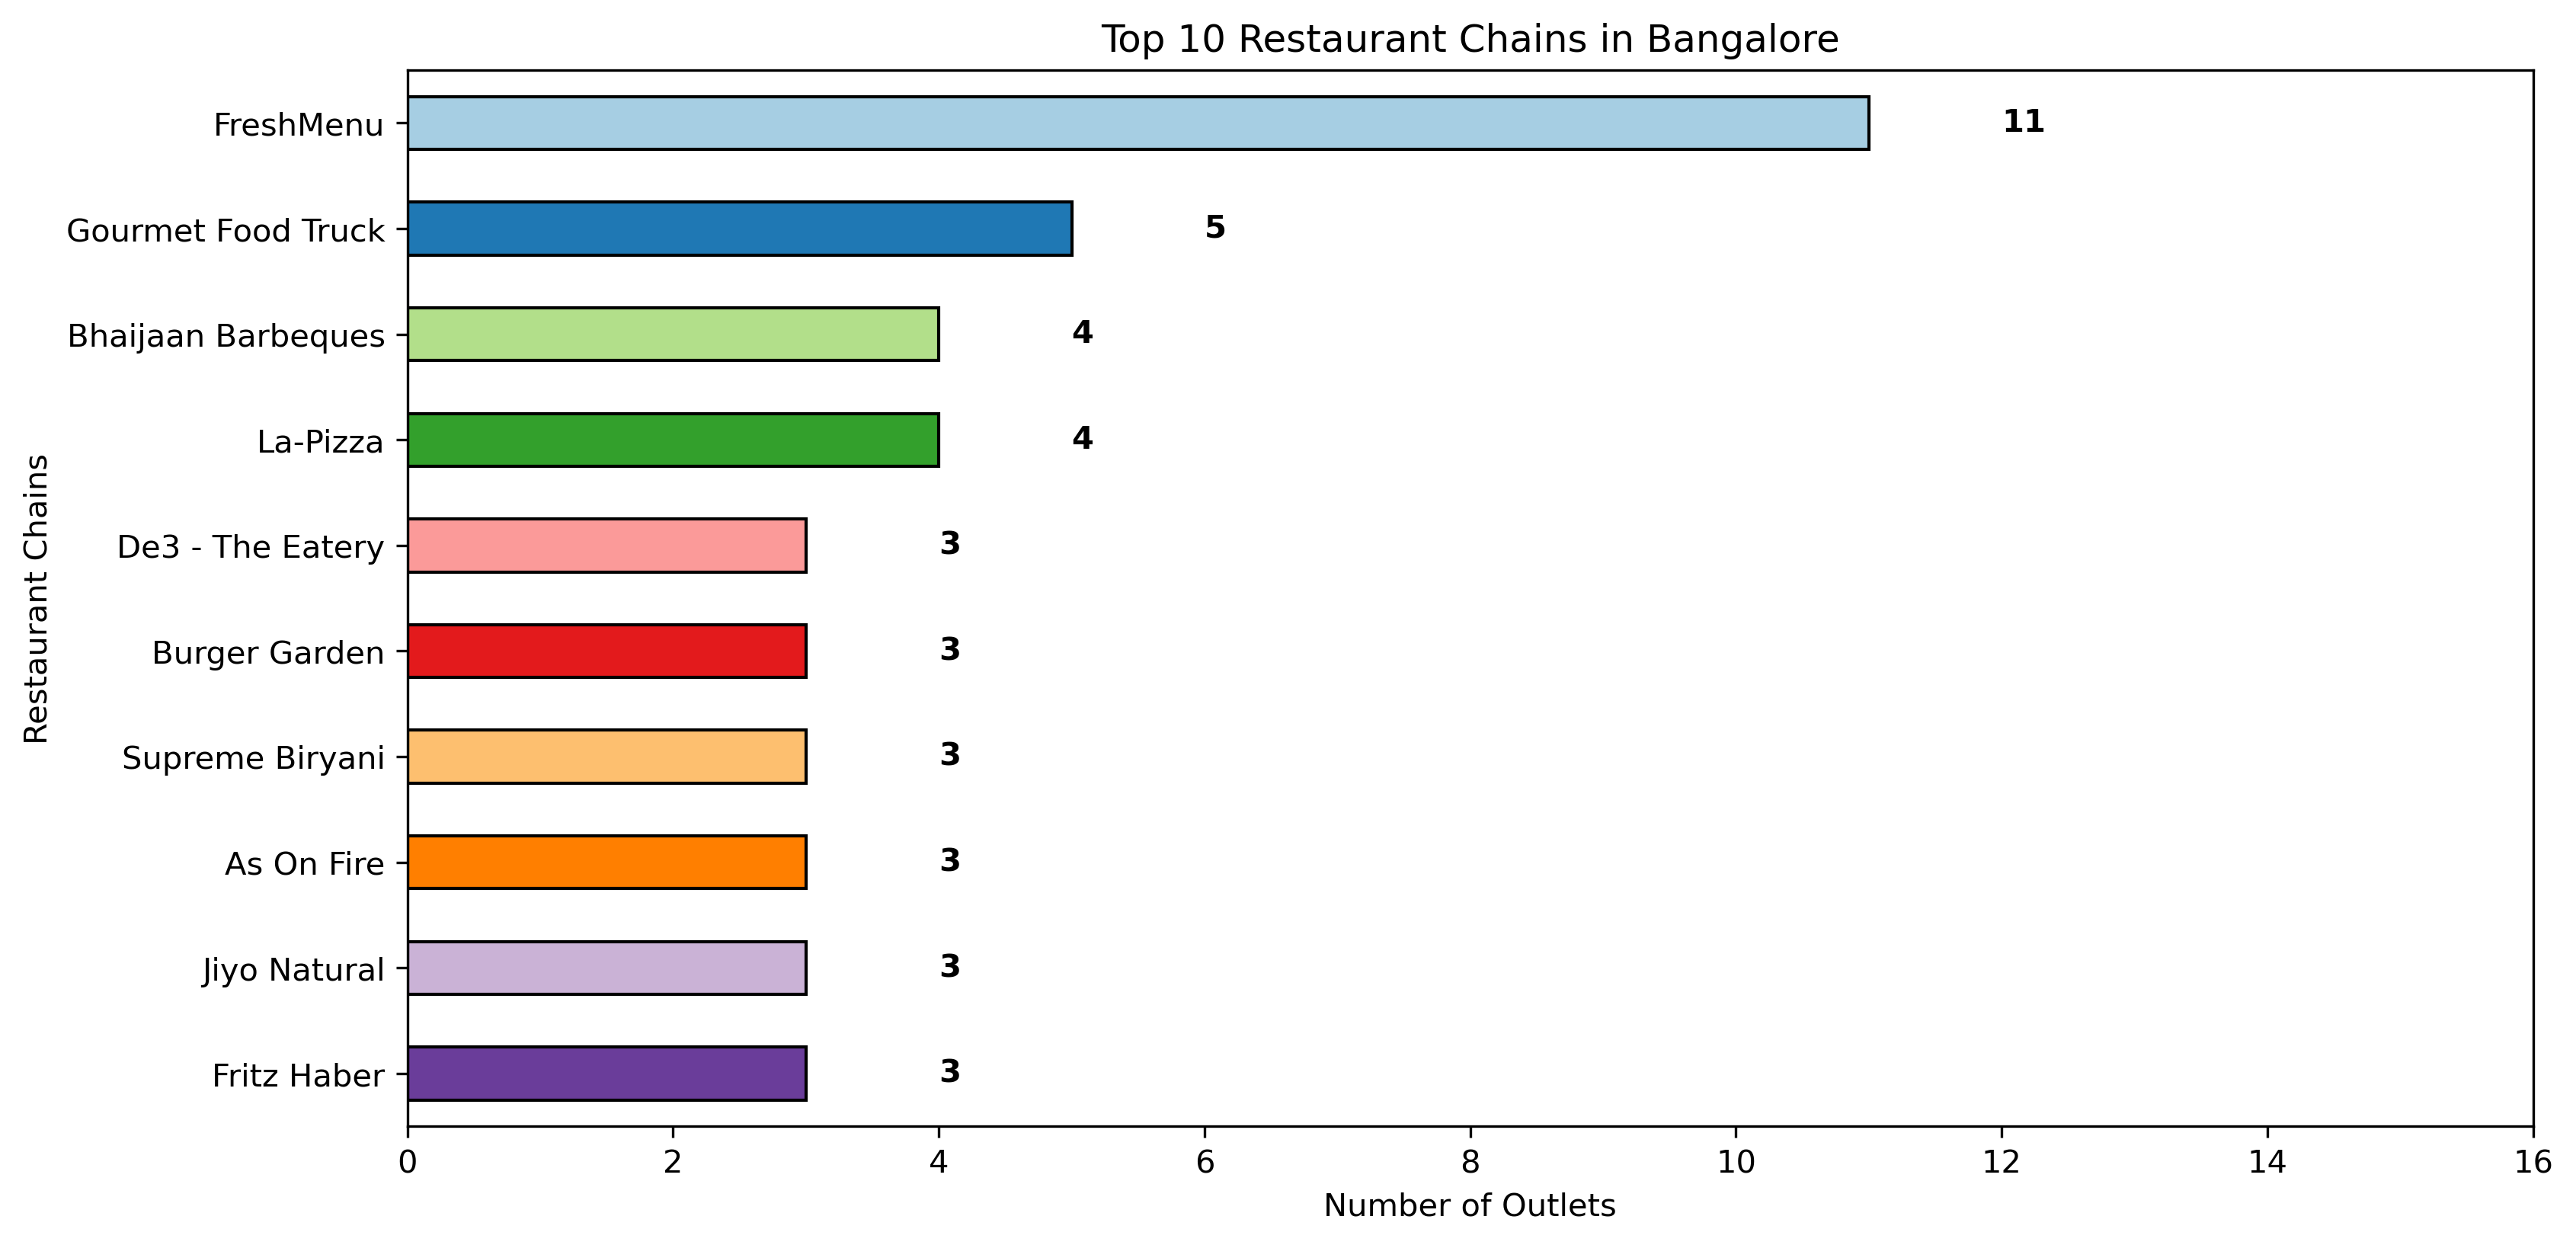 Top 10 Restaurant Chains in Bangalore
FreshMenu 11
Gourmet Food Truck 5
Bhaijaan Barbeques 4
La-Pizza 4
De3 - The Eatery 3
Burger Garden 3
Supreme Biryani 3
As On Fire 3
Jiyo Natural 3
Fritz Haber 3
Restaurant Chains
0 2 4 6 8 10 12 14 16
Number of Outlets